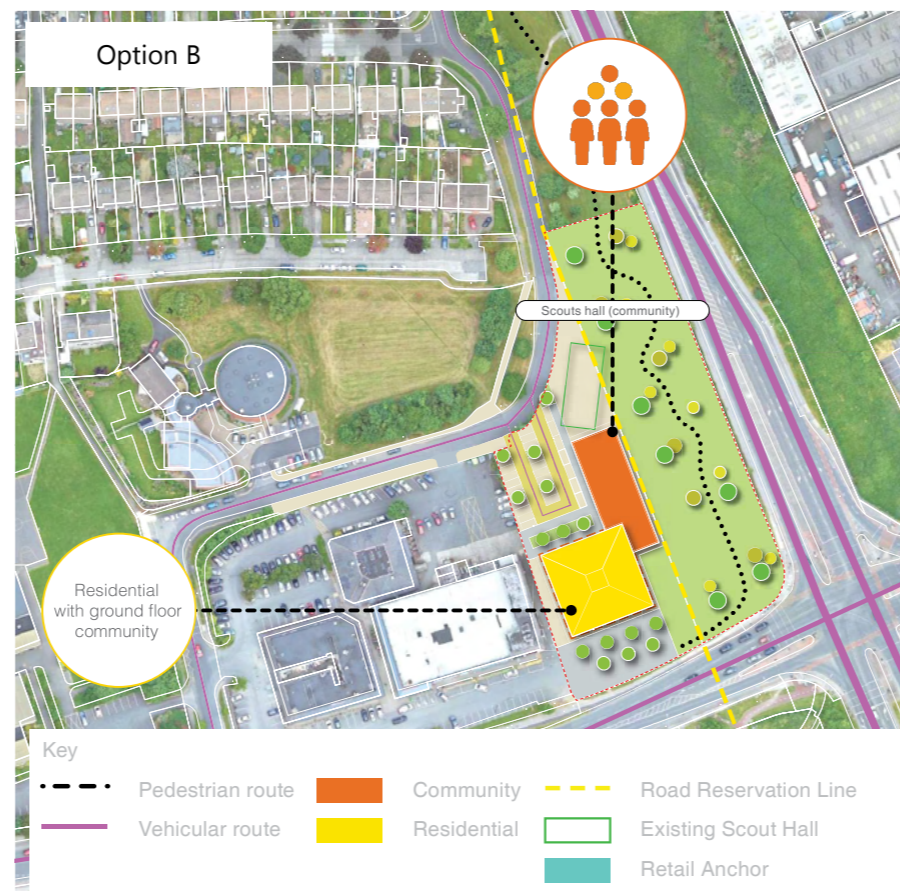 Option B
Scouts hall (community)
Residential
with ground floor
community
Key
Pedestrian route
Community
Road Reservation Line
Vehicular route
Residential
Existing Scout Hall
Retail Anchor